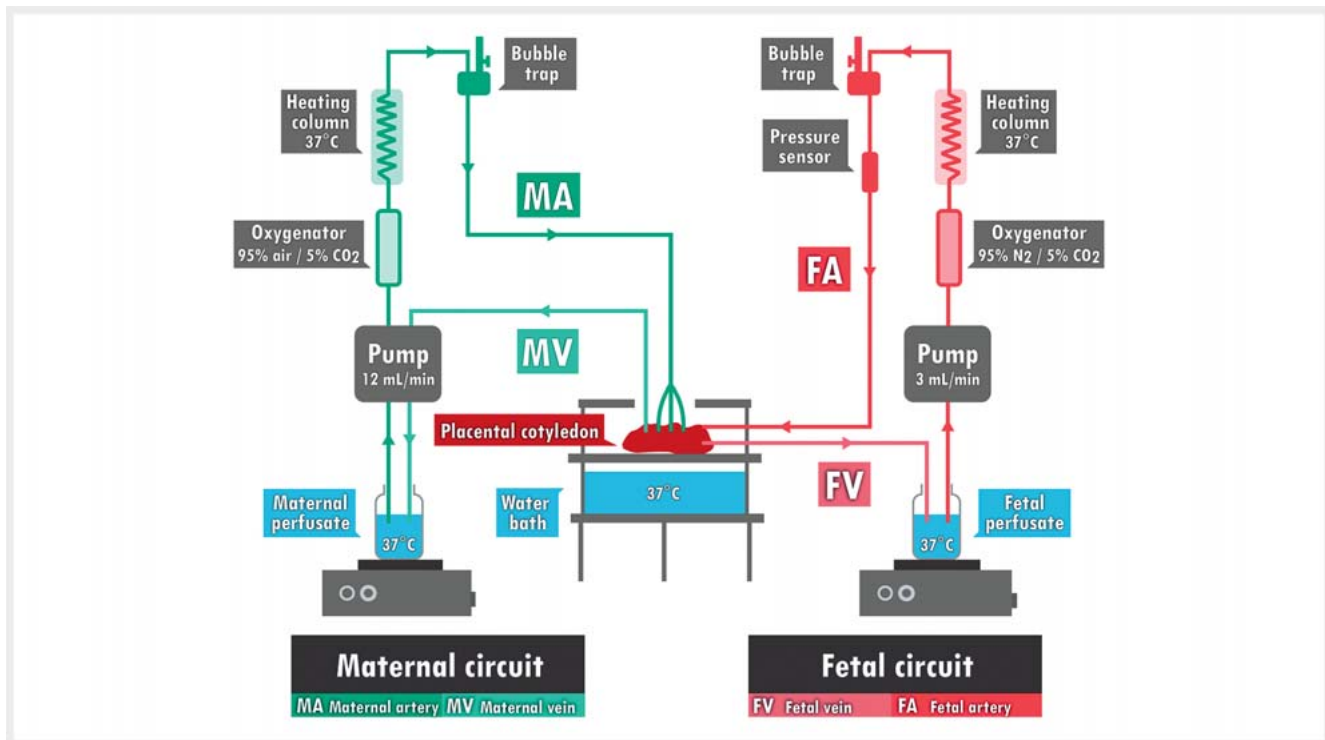 Bubble
trap
Heating
column
37°C
MA
Oxygenator
95% air / 5% CO2
MV
Pump
12 mL/min
Placental cotyledon
Maternal
perfusate
37°C
Water
bath
37°C
Bubble
trap
Heating
column
37°C
Pressure
sensor
FA
Oxygenator
95% N2 / 5% CO2
Pump
3 mL/min
FV
Fetal
perfusate
37°C
Maternal circuit
MA Maternal artery MV Maternal vein
Fetal circuit
FV Fetal vein FA Fetal artery